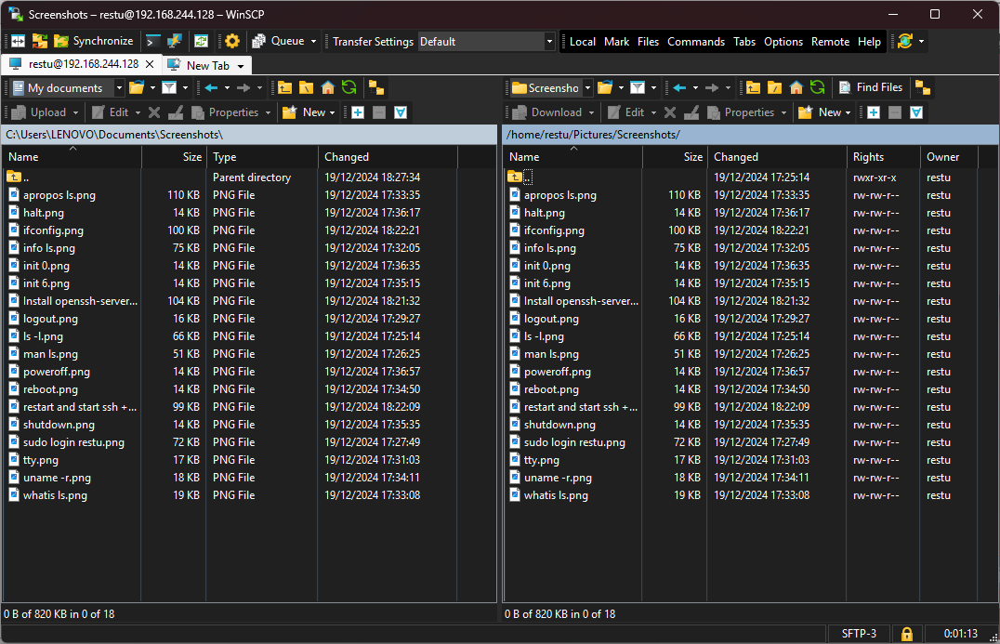 Screenshots – restu@192.168.244.128 – WinSCP
Synchronize Queue Transfer Settings Default Local Mark Files Commands Tabs Options Remote Help
restu@192.168.244.128 New Tab
My documents Screensho Find Files
Upload Edit Properties New Download Edit Properties New
C:\Users\LENOVO\Documents\Screenshots\ /home/restu/Pictures/Screenshots/
Name Size Type Changed Name Size Changed Rights Owner
.. Parent directory 19/12/2024 18:27:34 .. 19/12/2024 17:25:14 rwxr-xr-x restu
apropos ls.png 110 KB PNG File 19/12/2024 17:33:35 apropos ls.png 110 KB 19/12/2024 17:33:35 rw-rw-r-- restu
halt.png 14 KB PNG File 19/12/2024 17:36:17 halt.png 14 KB 19/12/2024 17:36:17 rw-rw-r-- restu
ifconfig.png 100 KB PNG File 19/12/2024 18:22:21 ifconfig.png 100 KB 19/12/2024 18:22:21 rw-rw-r-- restu
info ls.png 75 KB PNG File 19/12/2024 17:32:05 info ls.png 75 KB 19/12/2024 17:32:05 rw-rw-r-- restu
init 0.png 14 KB PNG File 19/12/2024 17:36:35 init 0.png 14 KB 19/12/2024 17:36:35 rw-rw-r-- restu
init 6.png 14 KB PNG File 19/12/2024 17:35:15 init 6.png 14 KB 19/12/2024 17:35:15 rw-rw-r-- restu
Install openssh-server... 104 KB PNG File 19/12/2024 18:21:32 Install openssh-server... 104 KB 19/12/2024 18:21:32 rw-rw-r-- restu
logout.png 16 KB PNG File 19/12/2024 17:29:27 logout.png 16 KB 19/12/2024 17:29:27 rw-rw-r-- restu
ls -l.png 66 KB PNG File 19/12/2024 17:25:14 ls -l.png 66 KB 19/12/2024 17:25:14 rw-rw-r-- restu
man ls.png 51 KB PNG File 19/12/2024 17:26:25 man ls.png 51 KB 19/12/2024 17:26:25 rw-rw-r-- restu
poweroff.png 14 KB PNG File 19/12/2024 17:36:57 poweroff.png 14 KB 19/12/2024 17:36:57 rw-rw-r-- restu
reboot.png 14 KB PNG File 19/12/2024 17:34:50 reboot.png 14 KB 19/12/2024 17:34:50 rw-rw-r-- restu
restart and start ssh +... 99 KB PNG File 19/12/2024 18:22:09 restart and start ssh +... 99 KB 19/12/2024 18:22:09 rw-rw-r-- restu
shutdown.png 14 KB PNG File 19/12/2024 17:35:35 shutdown.png 14 KB 19/12/2024 17:35:35 rw-rw-r-- restu
sudo login restu.png 72 KB PNG File 19/12/2024 17:27:49 sudo login restu.png 72 KB 19/12/2024 17:27:49 rw-rw-r-- restu
tty.png 17 KB PNG File 19/12/2024 17:31:03 tty.png 17 KB 19/12/2024 17:31:03 rw-rw-r-- restu
uname -r.png 18 KB PNG File 19/12/2024 17:34:11 uname -r.png 18 KB 19/12/2024 17:34:11 rw-rw-r-- restu
whatis ls.png 19 KB PNG File 19/12/2024 17:33:08 whatis ls.png 19 KB 19/12/2024 17:33:08 rw-rw-r-- restu
0 B of 820 KB in 0 of 18 0 B of 820 KB in 0 of 18
SFTP-3 0:01:13